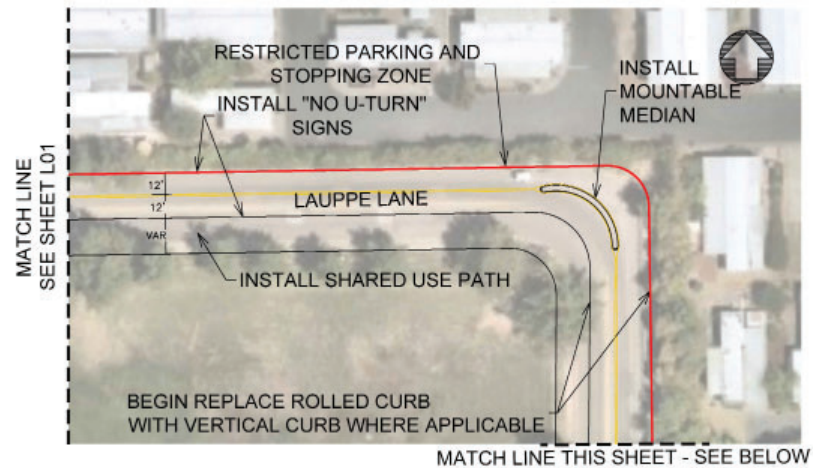 RESTRICTED PARKING AND
STOPPING ZONE
INSTALL
MOUNTABLE
MEDIAN
INSTALL "NO U-TURN"
SIGNS
MATCH LINE
SEE SHEET L01
12'
12'
VAR
LAUPPE LANE
INSTALL SHARED USE PATH
BEGIN REPLACE ROLLED CURB
WITH VERTICAL CURB WHERE APPLICABLE
MATCH LINE THIS SHEET - SEE BELOW